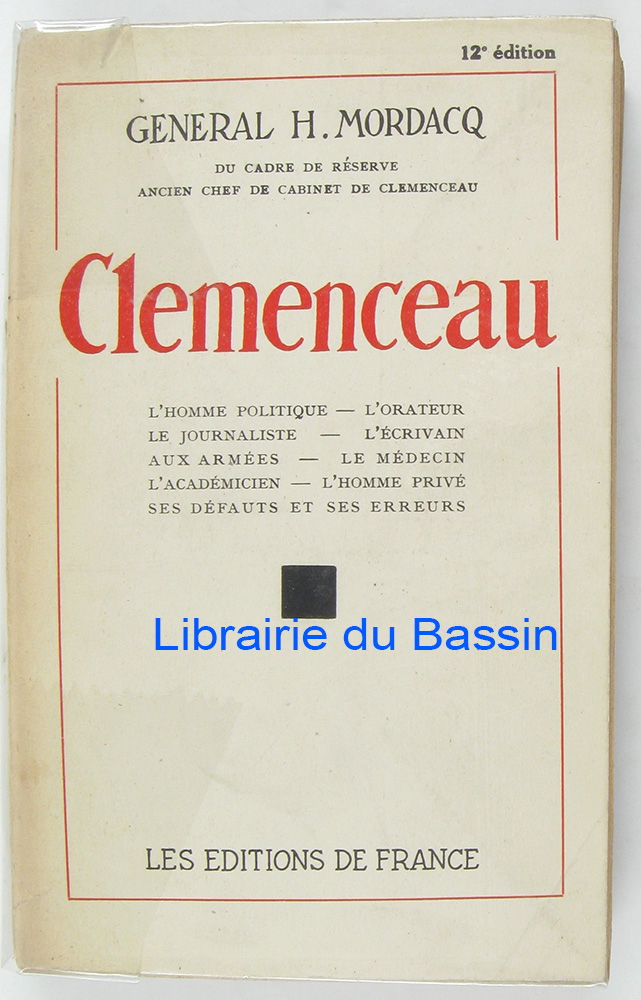 12e édition
GENERAL H. MORDACQ
DU CADRE DE RÉSERVE
ANCIEN CHEF DE CABINET DE CLEMENCEAU
Clemenceau
L'HOMME POLITIQUE — L'ORATEUR
LE JOURNALISTE — L'ÉCRIVAIN
AUX ARMÉES — LE MÉDECIN
L'ACADÉMICIEN — L'HOMME PRIVÉ
SES DÉFAUTS ET SES ERREURS
Librairie du Bassin
LES EDITIONS DE FRANCE